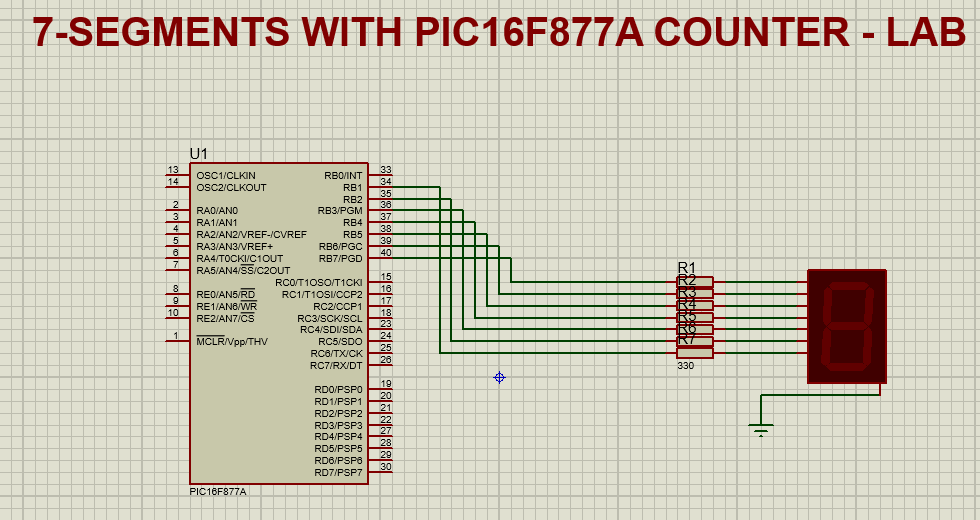 7-SEGMENTS WITH PIC16F877A COUNTER - LAB
U1
13 OSC1/CLKIN RB0/INT 33
14 OSC2/CLKOUT RB1 34
RB2 35
2 RA0/AN0 RB3/PGM 36
3 RA1/AN1 RB4 37
4 RA2/AN2/VREF-/CVREF RB5 38
5 RA3/AN3/VREF+ RB6/PGC 39
6 RA4/T0CKI/C1OUT RB7/PGD 40
7 RA5/AN4/SS/C2OUT
RC0/T1OSO/T1CKI 15
8 RE0/AN5/RD RC1/T1OSI/CCP2 16
9 RE1/AN6/WR RC2/CCP1 17
10 RE2/AN7/CS RC3/SCK/SCL 18
RC4/SDI/SDA 23
1 MCLR/Vpp/THV RC5/SDO 24
RC6/TX/CK 25
RC7/RX/DT 26
RD0/PSP0 19
RD1/PSP1 20
RD2/PSP2 21
RD3/PSP3 22
RD4/PSP4 27
RD5/PSP5 28
RD6/PSP6 29
RD7/PSP7 30
PIC16F877A
R1
R2
R3
R4
R5
R6
R7
330